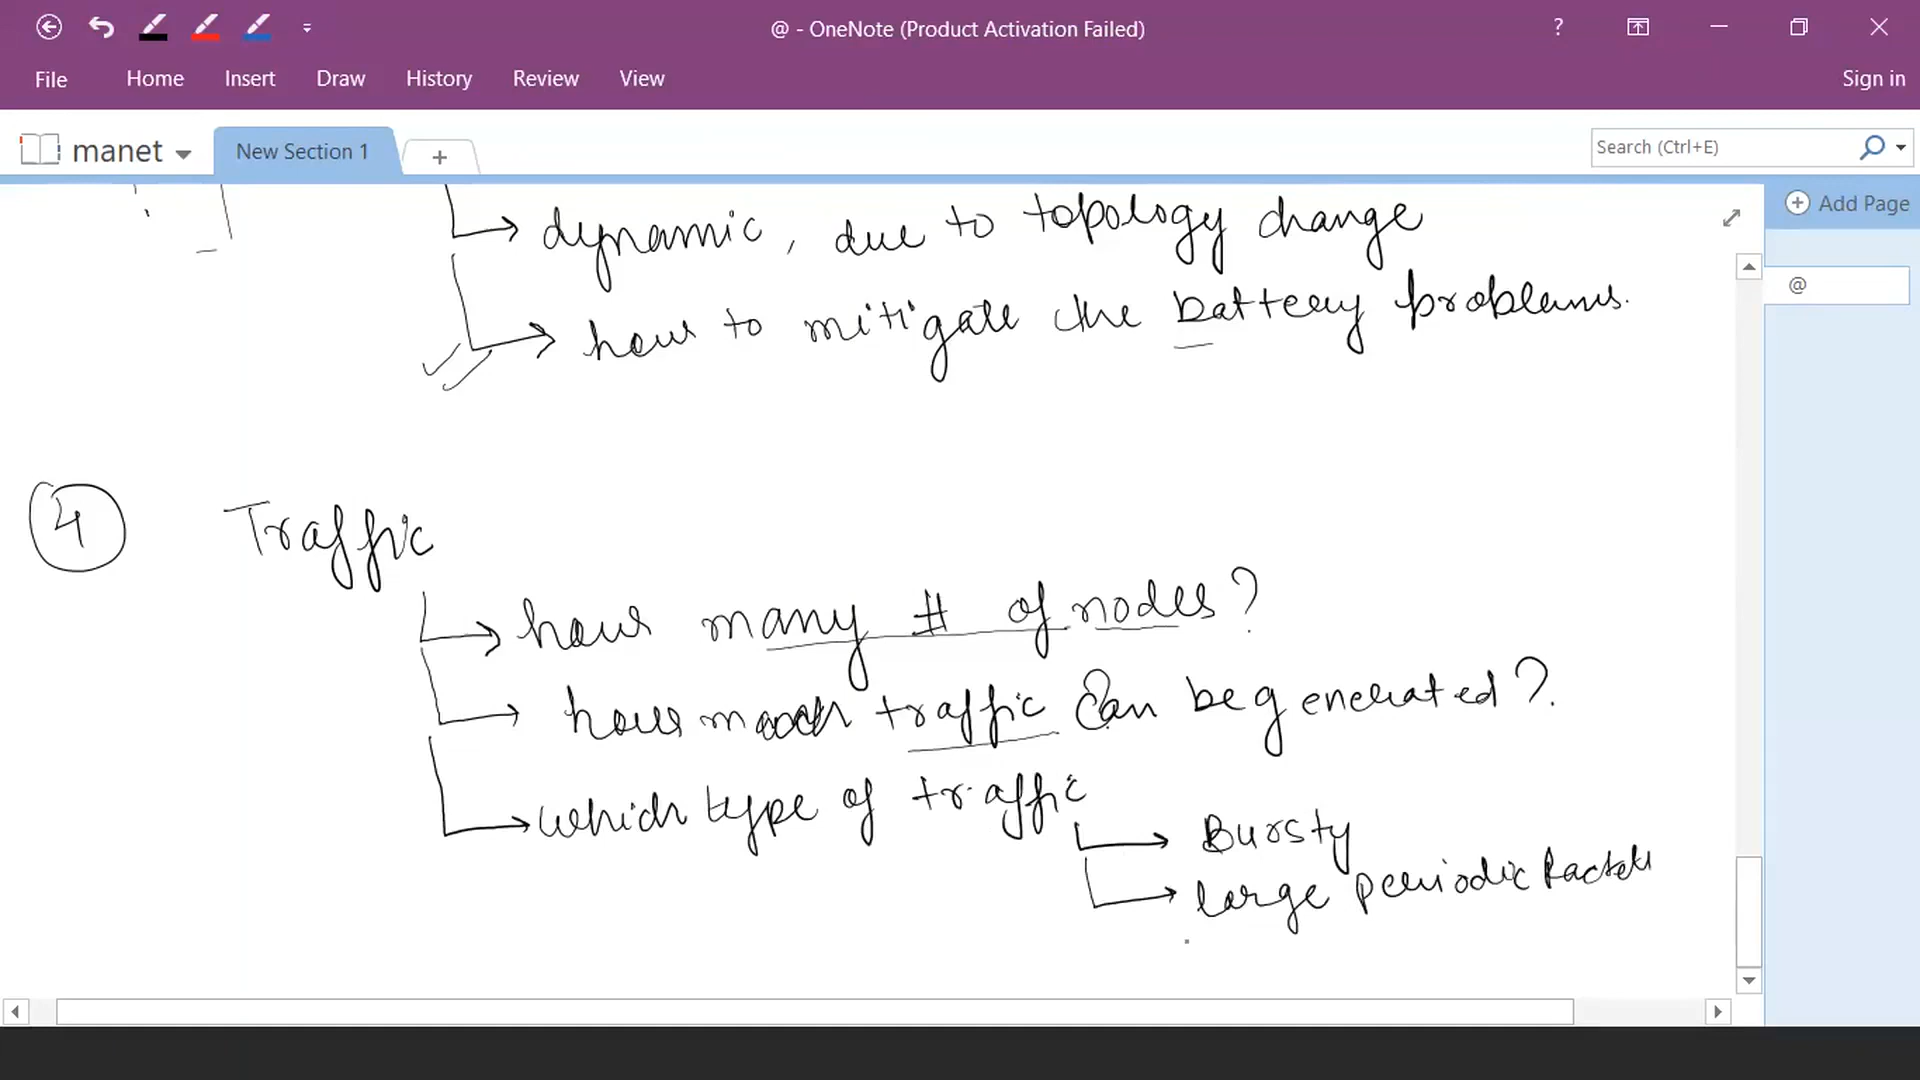 @ - OneNote (Product Activation Failed)
?
File Home Insert Draw History Review View Sign in
manet New Section 1 + Search (Ctrl+E)
Add Page
@
dynamic, due to topology change
how to mitigate the battery problems.
4 Traffic
how many # of nodes?
how much traffic can be generated?
which type of traffic
Bursty
large periodic Packets